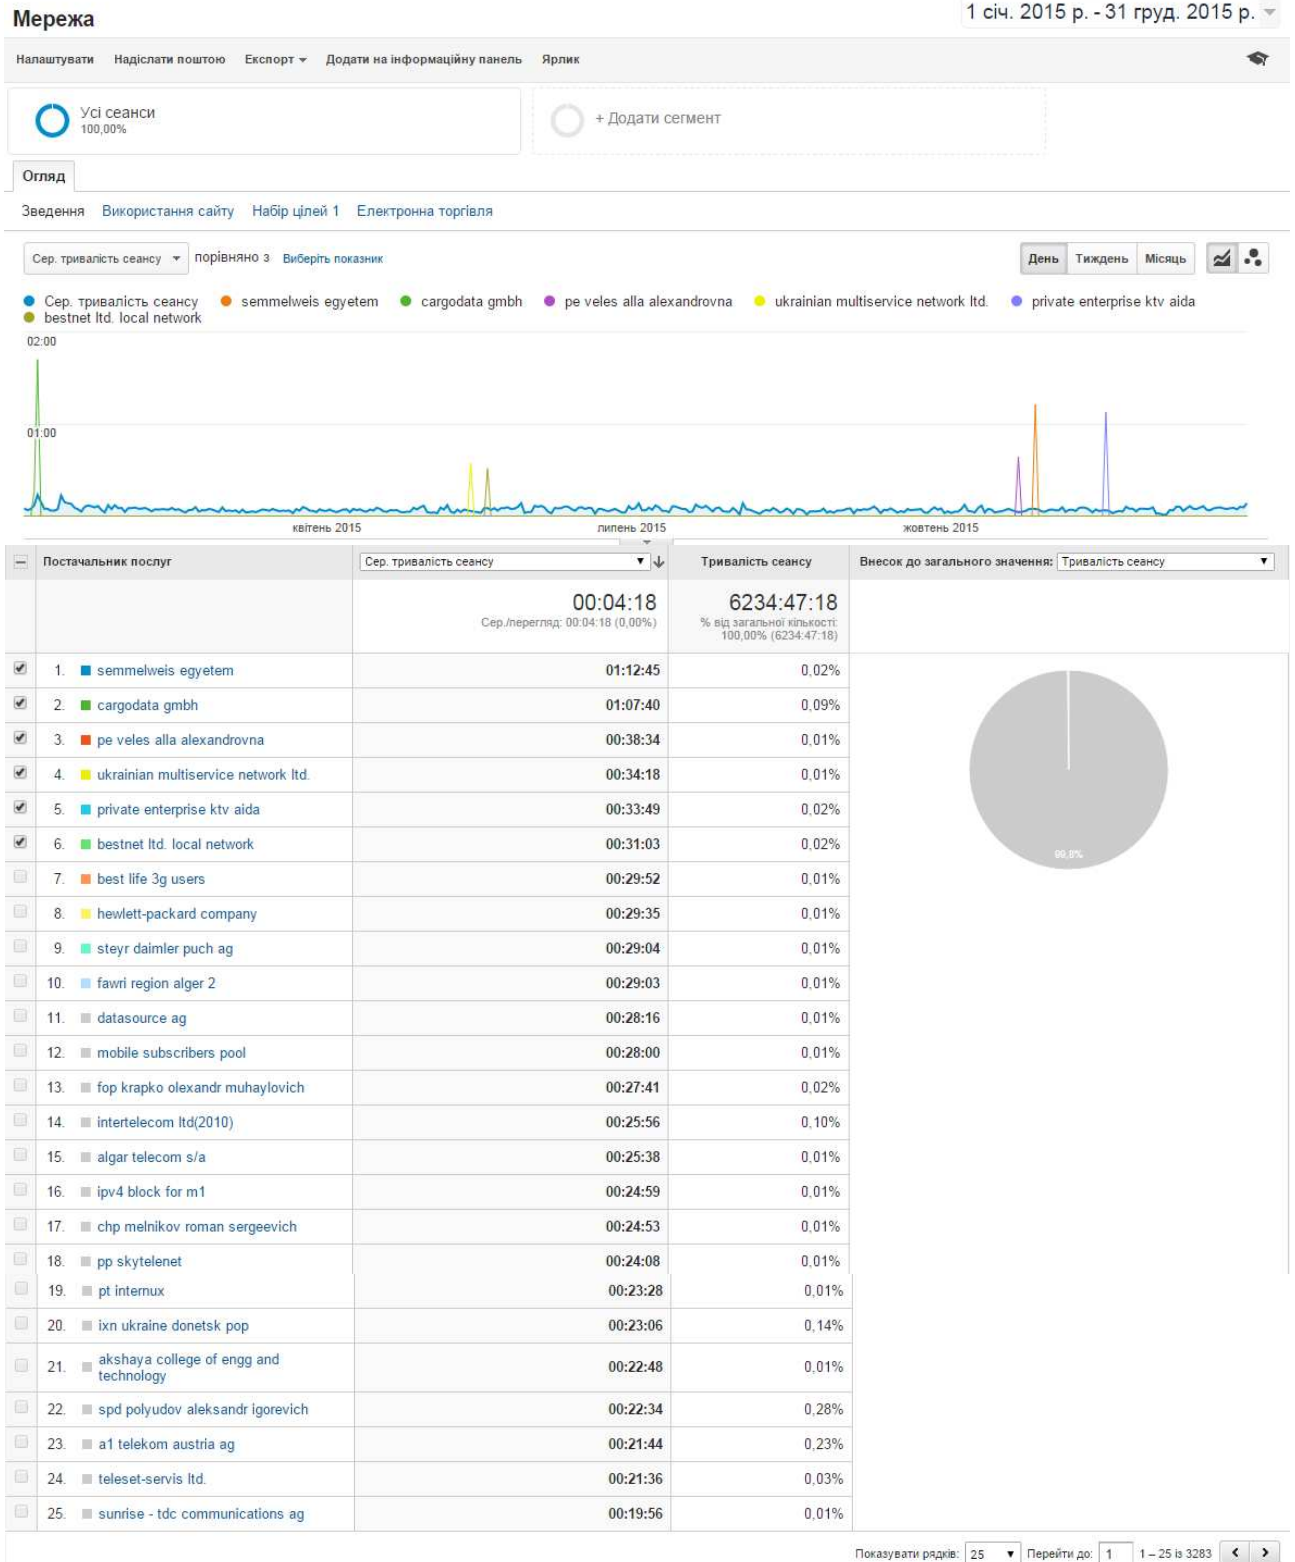 Мережа
1 січ. 2015 р. - 31 груд. 2015 р.
Налаштувати Надіслати поштою Експорт Додати на інформаційну панель Ярлик
Усі сеанси
100,00%
+ Додати сегмент
Огляд
Зведення Використання сайту Набір цілей 1 Електронна торгівля
Сер. тривалість сеансу порівняно з Виберіть показник
День Тиждень Місяць
Сер. тривалість сеансу semmelweis egyetem cargodata gmbh pe veles alla alexandrovna ukrainian multiservice network ltd. private enterprise ktv aida
bestnet ltd. local network
02:00
01:00
квітень 2015 липень 2015 жовтень 2015
Постачальник послуг Сер. тривалість сеансу Тривалість сеансу Внесок до загального значення: Тривалість сеансу
00:04:18 6234:47:18
Сер./перегляд: 00:04:18 (0,00%) % від загальної кількості:
100,00% (6234:47:18)
1. semmelweis egyetem 01:12:45 0,02%
2. cargodata gmbh 01:07:40 0,09%
3. pe veles alla alexandrovna 00:38:34 0,01%
4. ukrainian multiservice network ltd. 00:34:18 0,01%
5. private enterprise ktv aida 00:33:49 0,02%
6. bestnet ltd. local network 00:31:03 0,02%
99,8%
7. best life 3g users 00:29:52 0,01%
8. hewlett-packard company 00:29:35 0,01%
9. steyr daimler puch ag 00:29:04 0,01%
10. fawri region alger 2 00:29:03 0,01%
11. datasource ag 00:28:16 0,01%
12. mobile subscribers pool 00:28:00 0,01%
13. fop krapko olexandr muhaylovich 00:27:41 0,02%
14. intertelecom ltd(2010) 00:25:56 0,10%
15. algar telecom s/a 00:25:38 0,01%
16. ipv4 block for m1 00:24:59 0,01%
17. chp melnikov roman sergeevich 00:24:53 0,01%
18. pp skytelenet 00:24:08 0,01%
19. pt internux 00:23:28 0,01%
20. ixn ukraine donetsk pop 00:23:06 0,14%
21. akshaya college of engg and
technology 00:22:48 0,01%
22. spd polyudov aleksandr igorevich 00:22:34 0,28%
23. a1 telekom austria ag 00:21:44 0,23%
24. teleset-servis ltd. 00:21:36 0,03%
25. sunrise - tdc communications ag 00:19:56 0,01%
Показувати рядків: 25 Перейти до: 1 1 – 25 із 3283